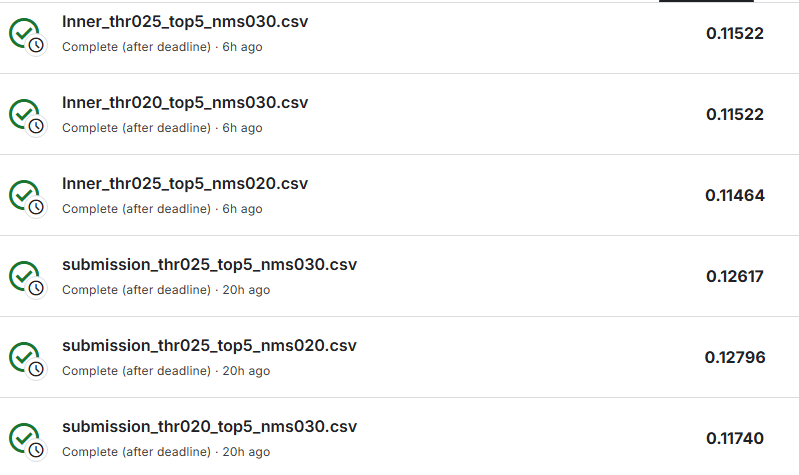 Inner_thr025_top5_nms030.csv
0.11522
Complete (after deadline) · 6h ago
Inner_thr020_top5_nms030.csv
0.11522
Complete (after deadline) · 6h ago
Inner_thr025_top5_nms020.csv
0.11464
Complete (after deadline) · 6h ago
submission_thr025_top5_nms030.csv
0.12617
Complete (after deadline) · 20h ago
submission_thr025_top5_nms020.csv
0.12796
Complete (after deadline) · 20h ago
submission_thr020_top5_nms030.csv
0.11740
Complete (after deadline) · 20h ago